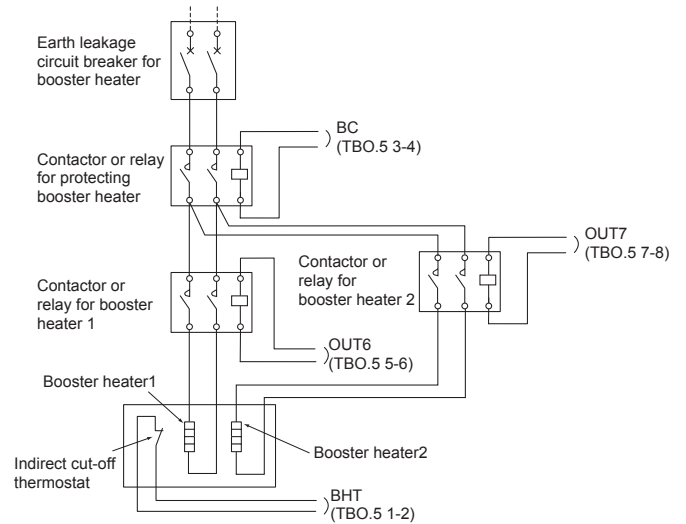 Earth leakage
circuit breaker for
booster heater
BC
(TBO.5 3-4)
Contactor or relay
for protecting
booster heater
OUT7
(TBO.5 7-8)
Contactor or
relay for
booster heater 2
Contactor or
relay for booster
heater 1
OUT6
(TBO.5 5-6)
Booster heater1
Booster heater2
Indirect cut-off
thermostat
BHT
(TBO.5 1-2)